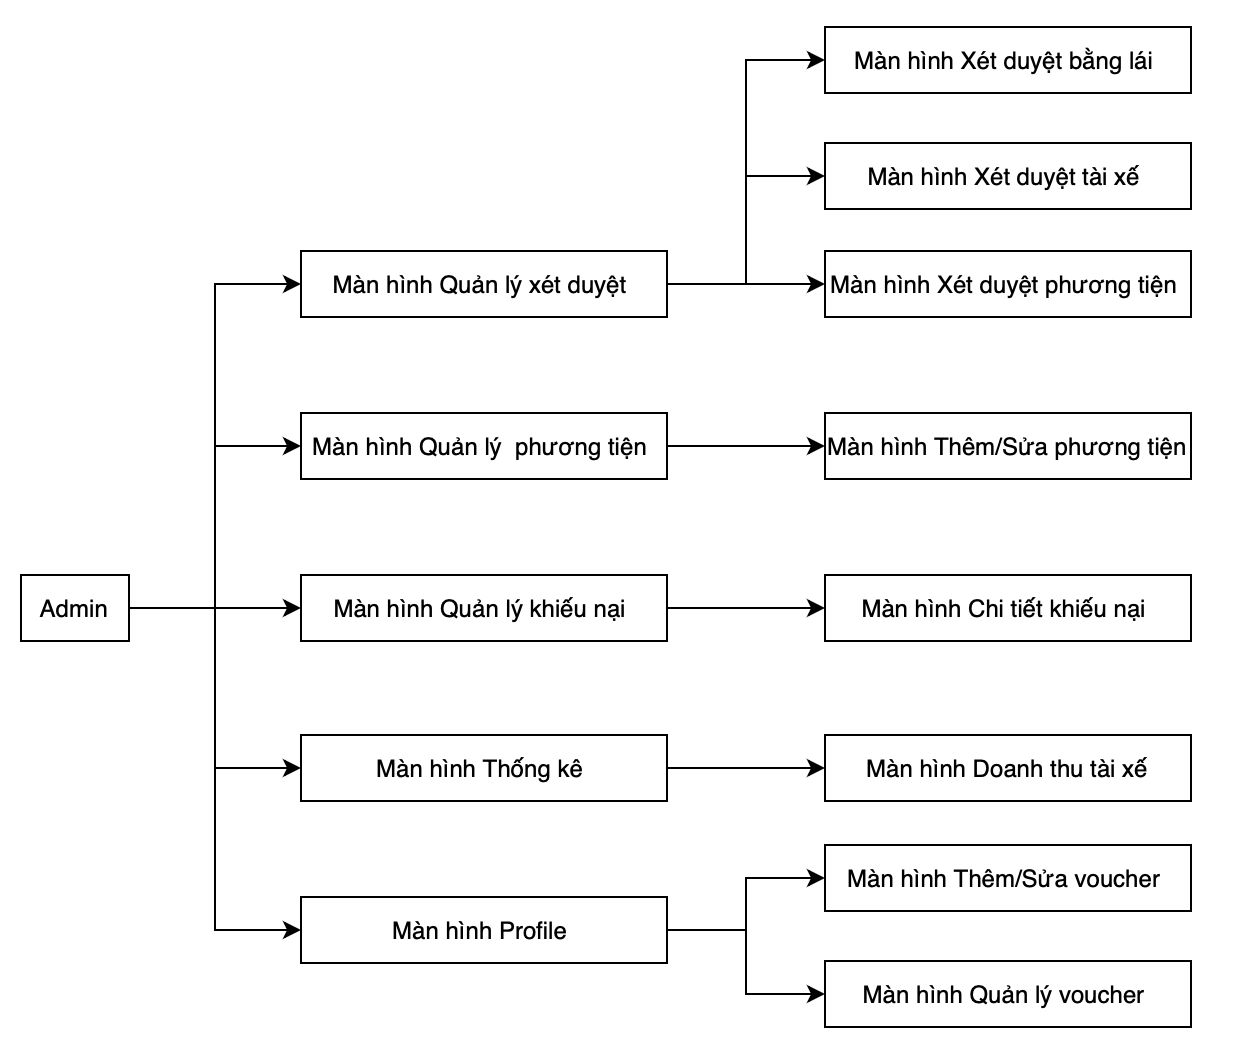 Màn hình Xét duyệt bằng lái
Màn hình Xét duyệt tài xế
Màn hình Quản lý xét duyệt
Màn hình Xét duyệt phương tiện
Màn hình Quản lý  phương tiện
Màn hình Thêm/Sửa phương tiện
Admin
Màn hình Quản lý khiếu nại
Màn hình Chi tiết khiếu nại
Màn hình Thống kê
Màn hình Doanh thu tài xế
Màn hình Thêm/Sửa voucher
Màn hình Profile
Màn hình Quản lý voucher